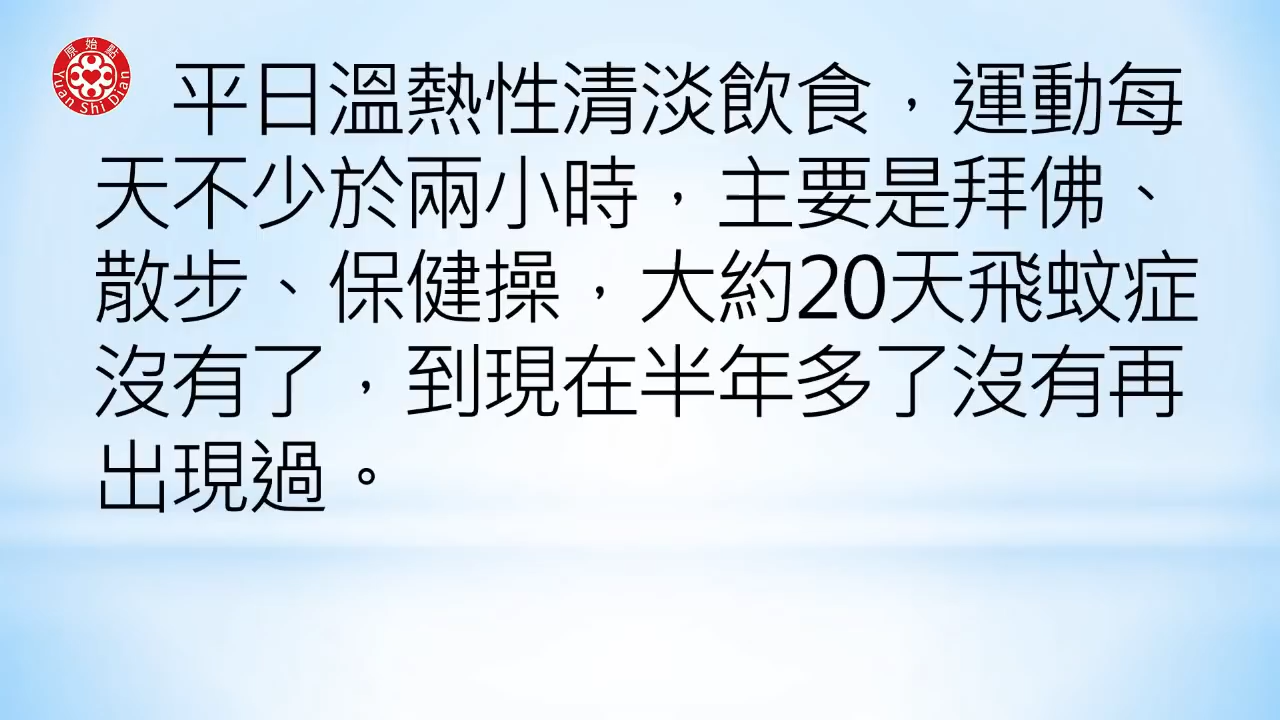 原始點
Yuan Shi Dian
平日溫熱性清淡飲食，運動每
天不少於兩小時，主要是拜佛、
散步、保健操，大約20天飛蚊症
沒有了，到現在半年多了沒有再
出現過。